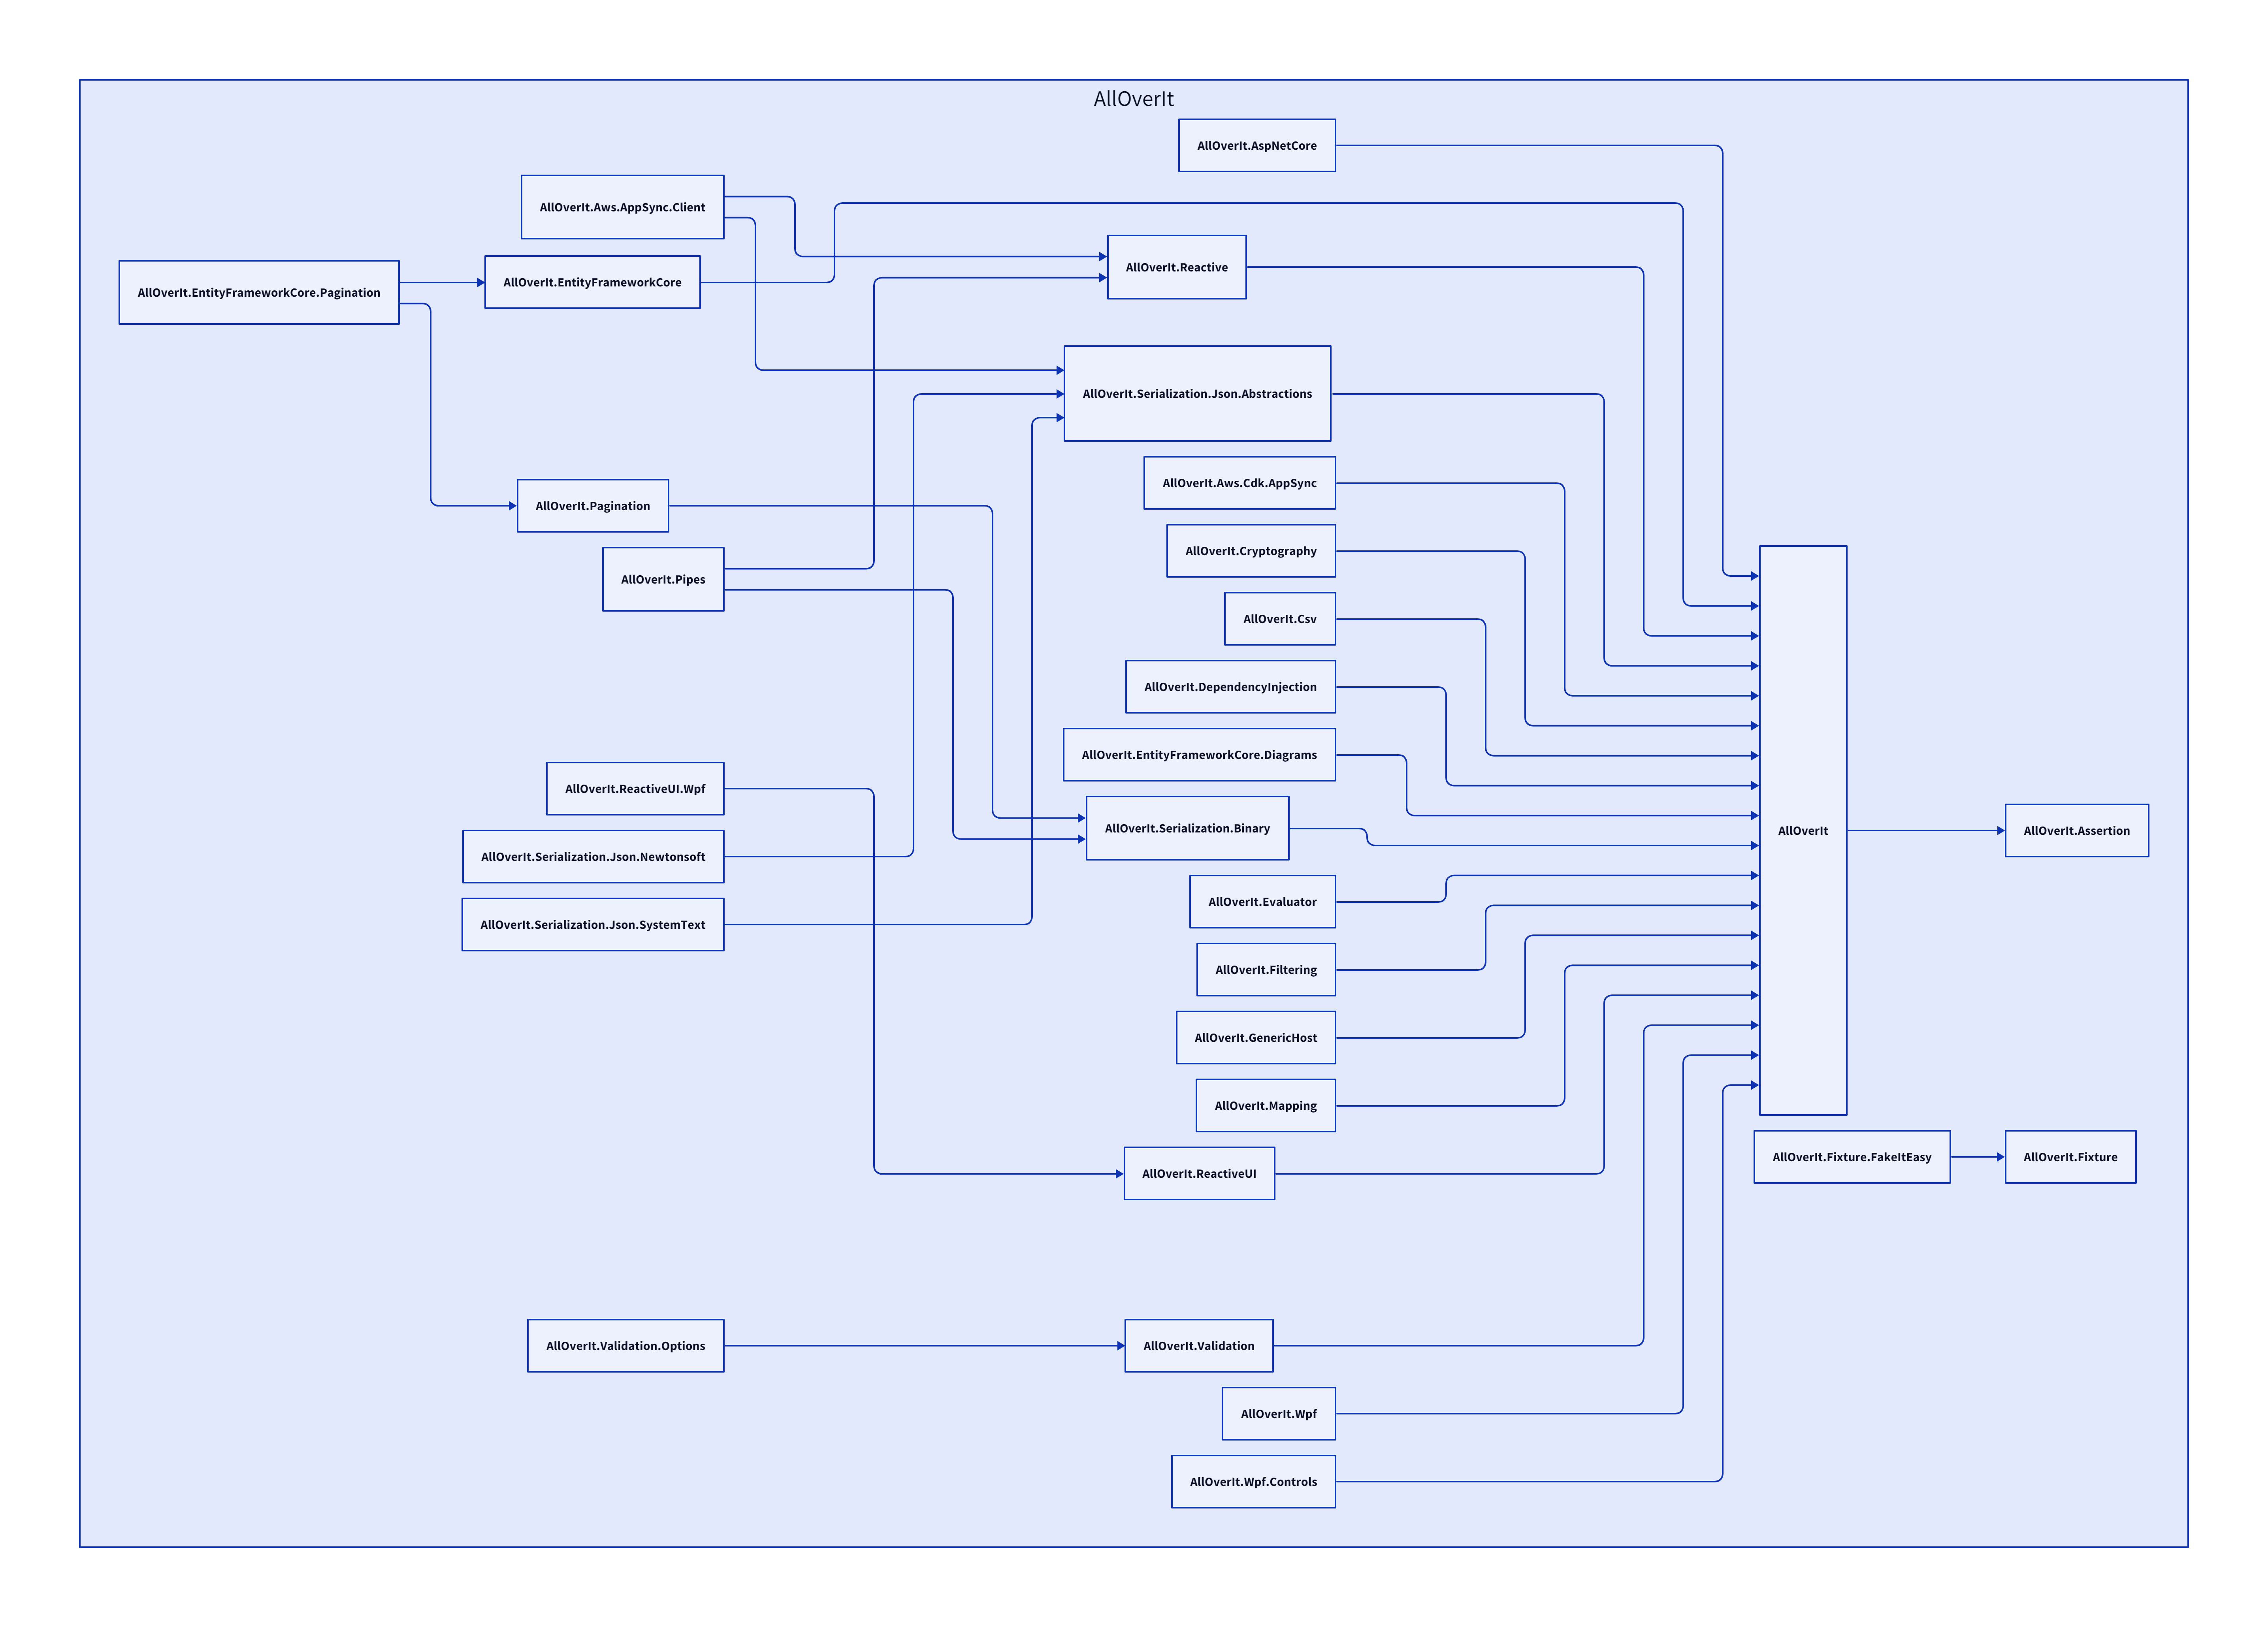 AllOverIt
AllOverIt.AspNetCore
AllOverIt.Aws.AppSync.Client
AllOverIt.Reactive
AllOverIt.EntityFrameworkCore
AllOverIt.EntityFrameworkCore.Pagination
AllOverIt.Serialization.Json.Abstractions
AllOverIt.Aws.Cdk.AppSync
AllOverIt.Pagination
AllOverIt.Cryptography
AllOverIt.Pipes
AllOverIt.Csv
AllOverIt.DependencyInjection
AllOverIt.EntityFrameworkCore.Diagrams
AllOverIt.ReactiveUI.Wpf
AllOverIt.Serialization.Binary
AllOverIt
AllOverIt.Assertion
AllOverIt.Serialization.Json.Newtonsoft
AllOverIt.Evaluator
AllOverIt.Serialization.Json.SystemText
AllOverIt.Filtering
AllOverIt.GenericHost
AllOverIt.Mapping
AllOverIt.Fixture.FakeItEasy
AllOverIt.Fixture
AllOverIt.ReactiveUI
AllOverIt.Validation.Options
AllOverIt.Validation
AllOverIt.Wpf
AllOverIt.Wpf.Controls